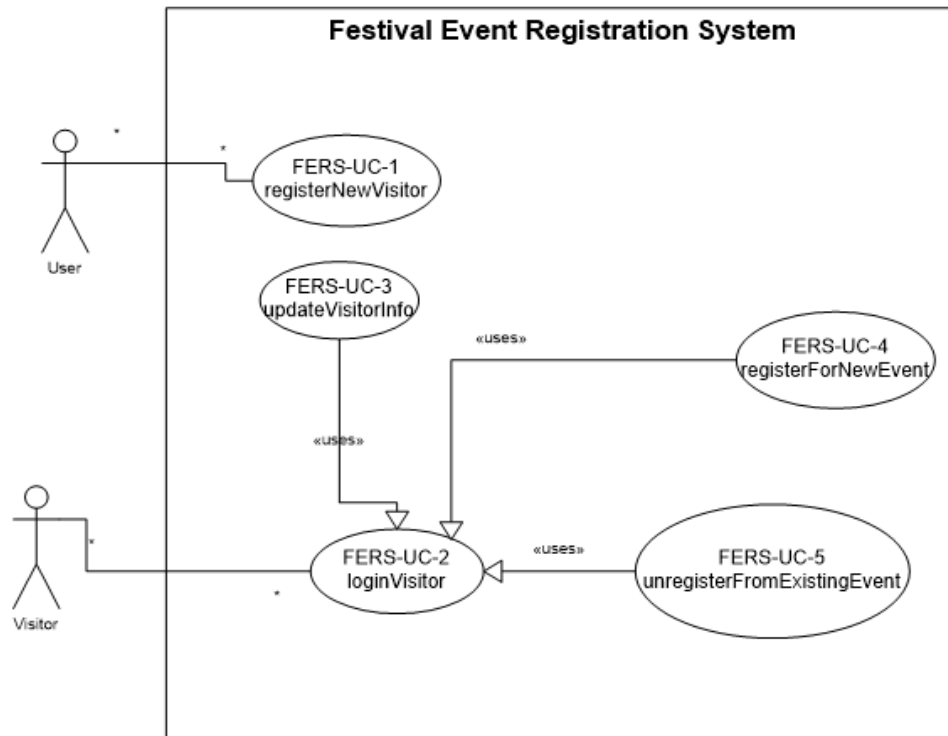 Festival Event Registration System
*
*
FERS-UC-1
registerNewVisitor
User
FERS-UC-3
updateVisitorInfo
«uses»
FERS-UC-4
registerForNewEvent
«uses»
Visitor
*
*
FERS-UC-2
loginVisitor
«uses»
FERS-UC-5
unregisterFromExistingEvent